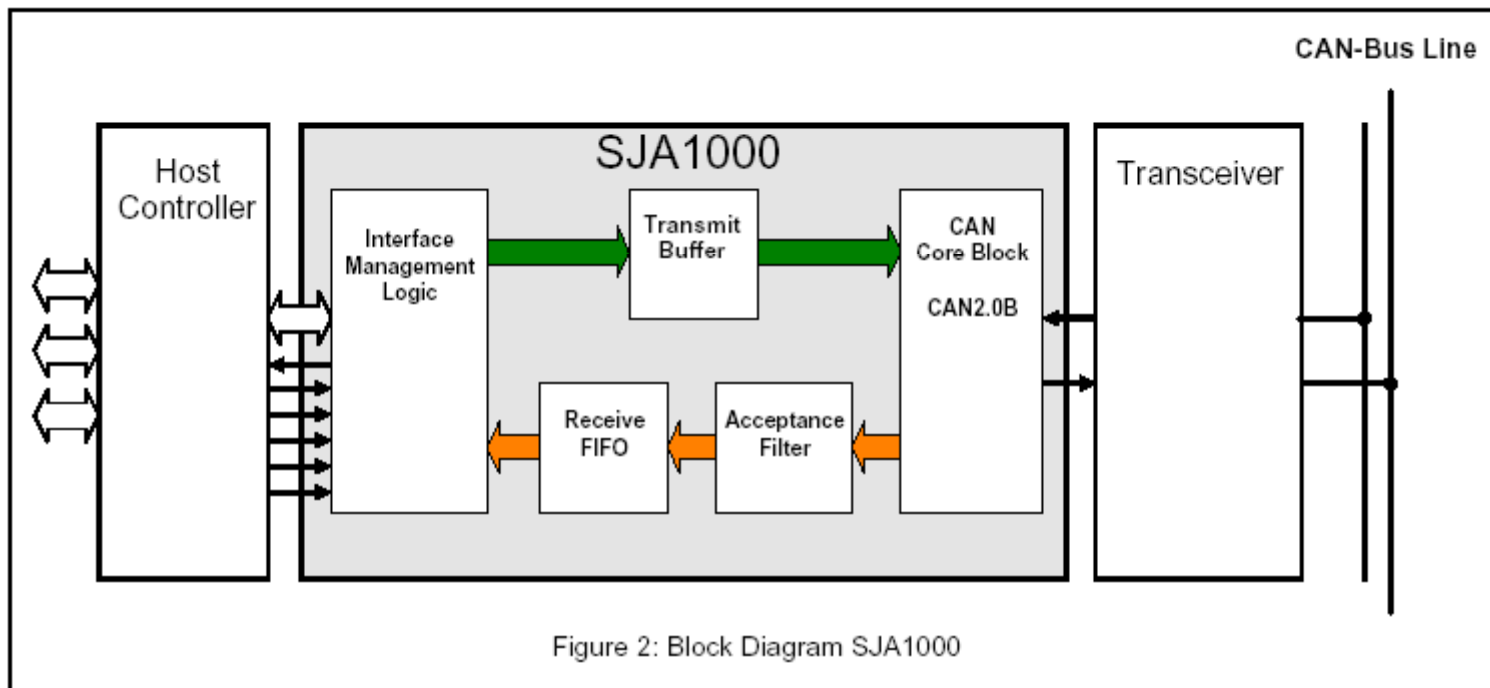 CAN-Bus Line
Host
Controller
SJA1000
Interface
Management
Logic
Transmit
Buffer
CAN
Core Block
CAN2.0B
Receive
FIFO
Acceptance
Filter
Transceiver
Figure 2: Block Diagram SJA1000